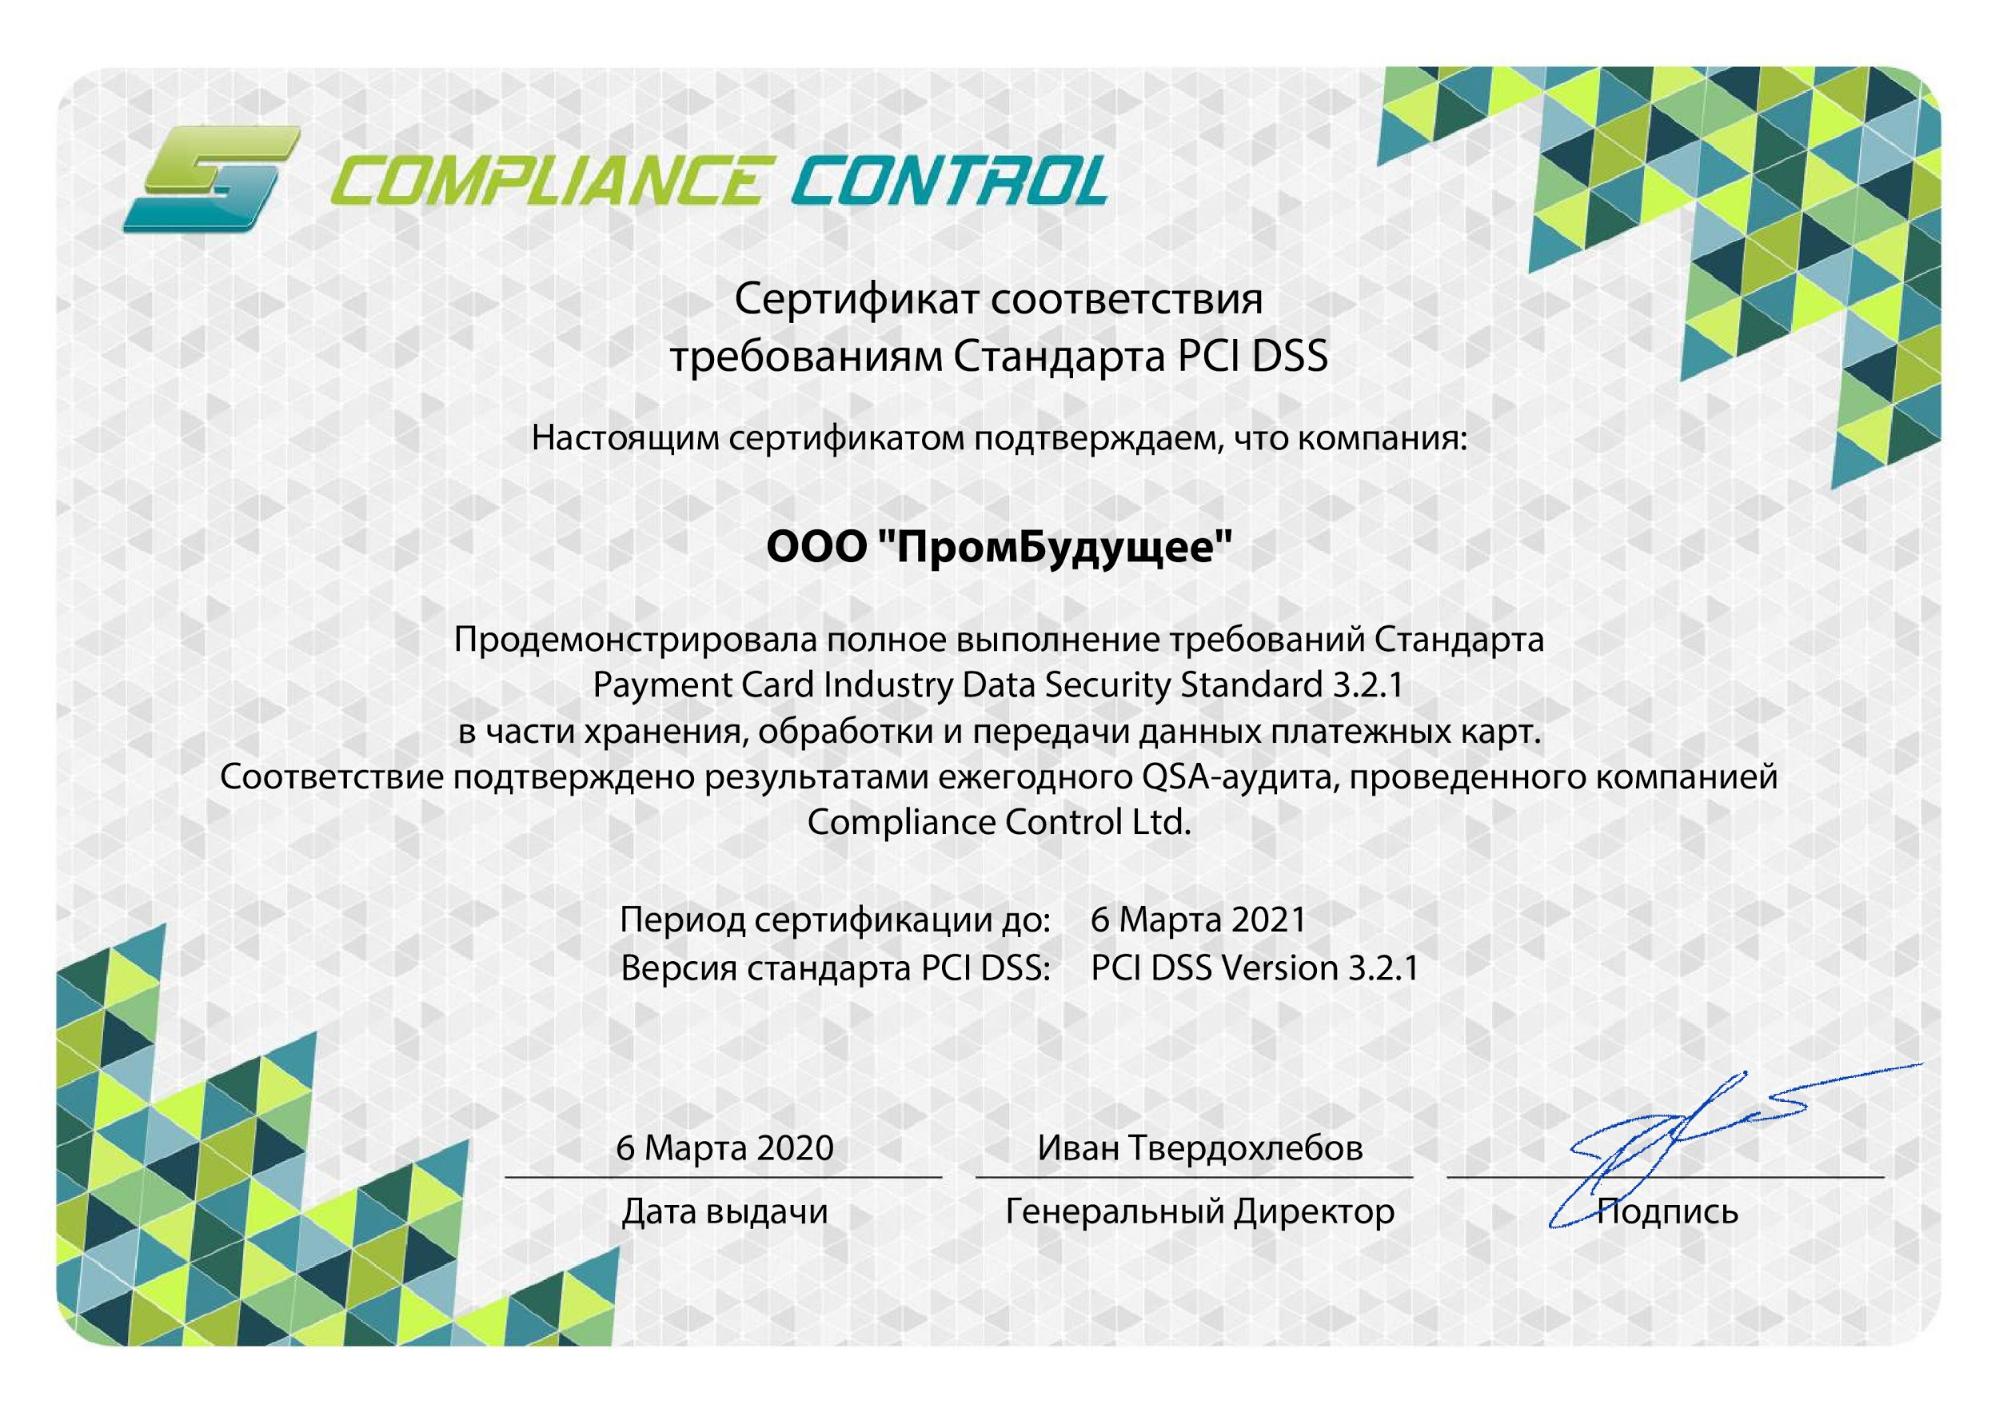 COMPLIANCE CONTROL
Сертификат соответствия
требованиям Стандарта PCI DSS
Настоящим сертификатом подтверждаем, что компания:
ООО "ПромБудущее"
Продемонстрировала полное выполнение требований Стандарта
Payment Card Industry Data Security Standard 3.2.1
в части хранения, обработки и передачи данных платежных карт.
Соответствие подтверждено результатами ежегодного QSA-аудита, проведенного компанией
Compliance Control Ltd.
Период сертификации до: 6 Марта 2021
Версия стандарта PCI DSS: PCI DSS Version 3.2.1
6 Марта 2020 Иван Твердохлебов
Дата выдачи Генеральный Директор Подпись